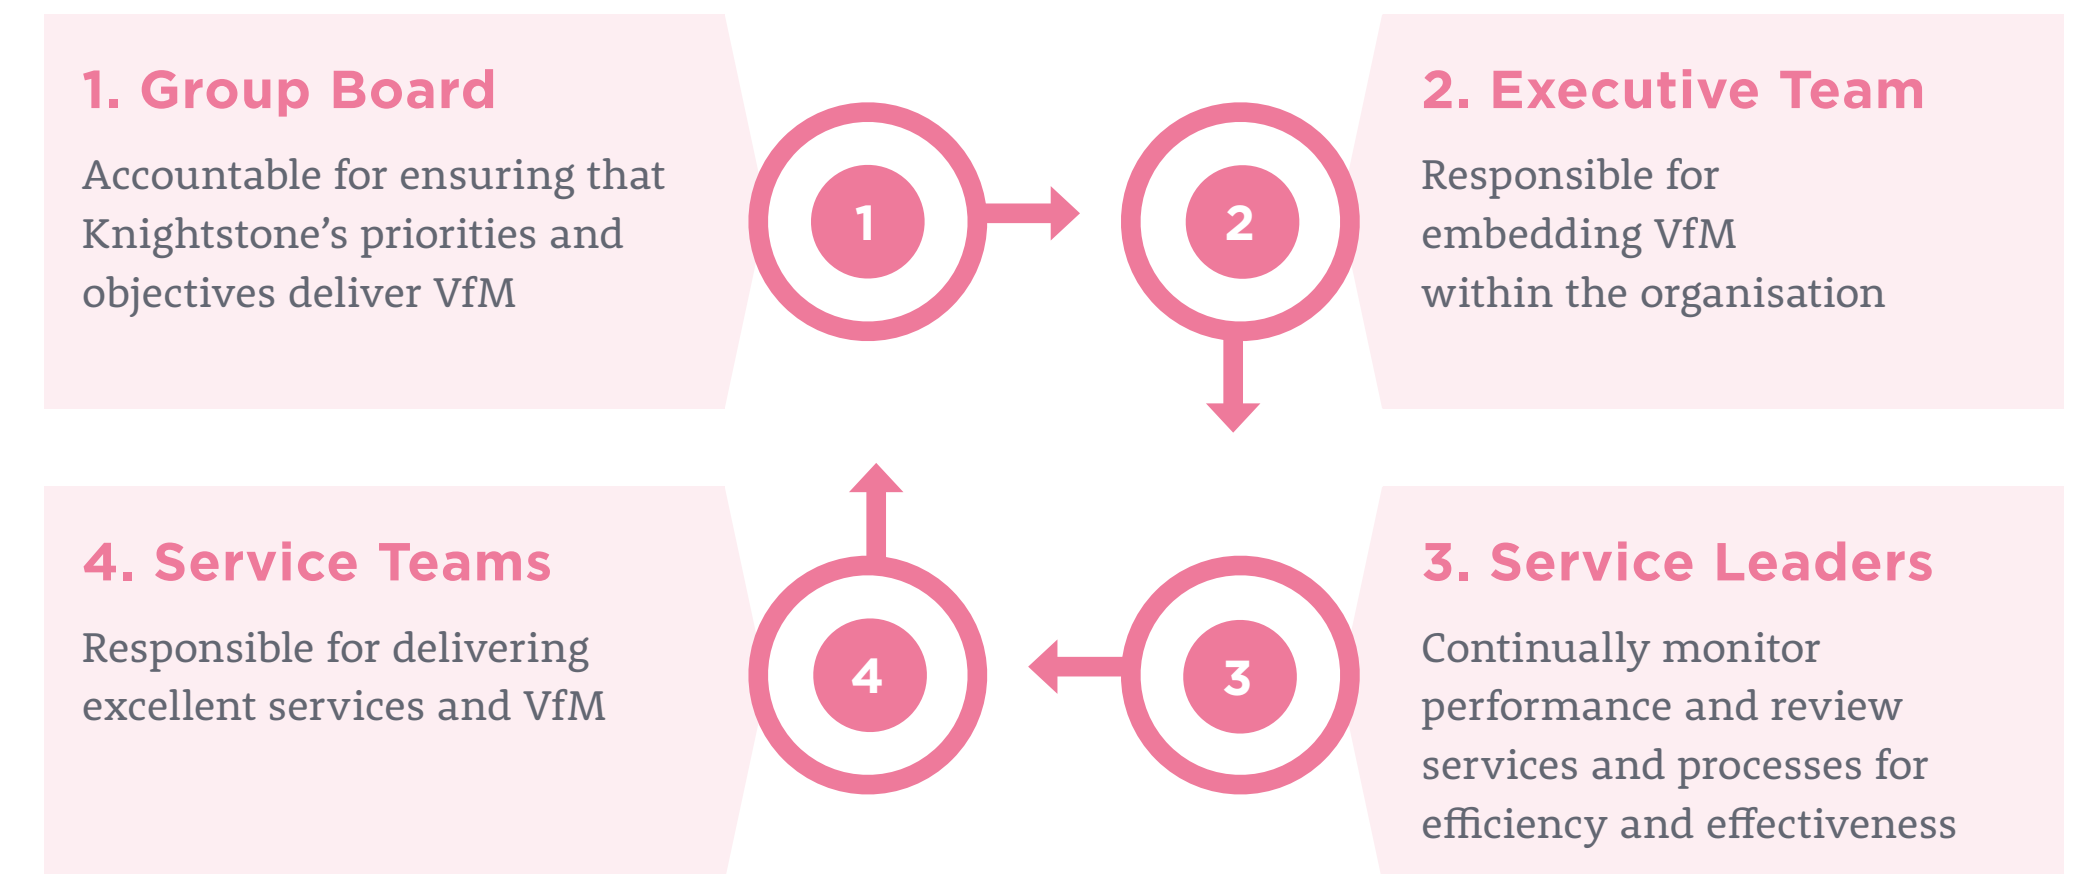 1. Group Board
Accountable for ensuring that
Knightstone’s priorities and
objectives deliver VfM
1
2
2. Executive Team
Responsible for
embedding VfM
within the organisation
4. Service Teams
Responsible for delivering
excellent services and VfM
4
3
3. Service Leaders
Continually monitor
performance and review
services and processes for
efficiency and effectiveness